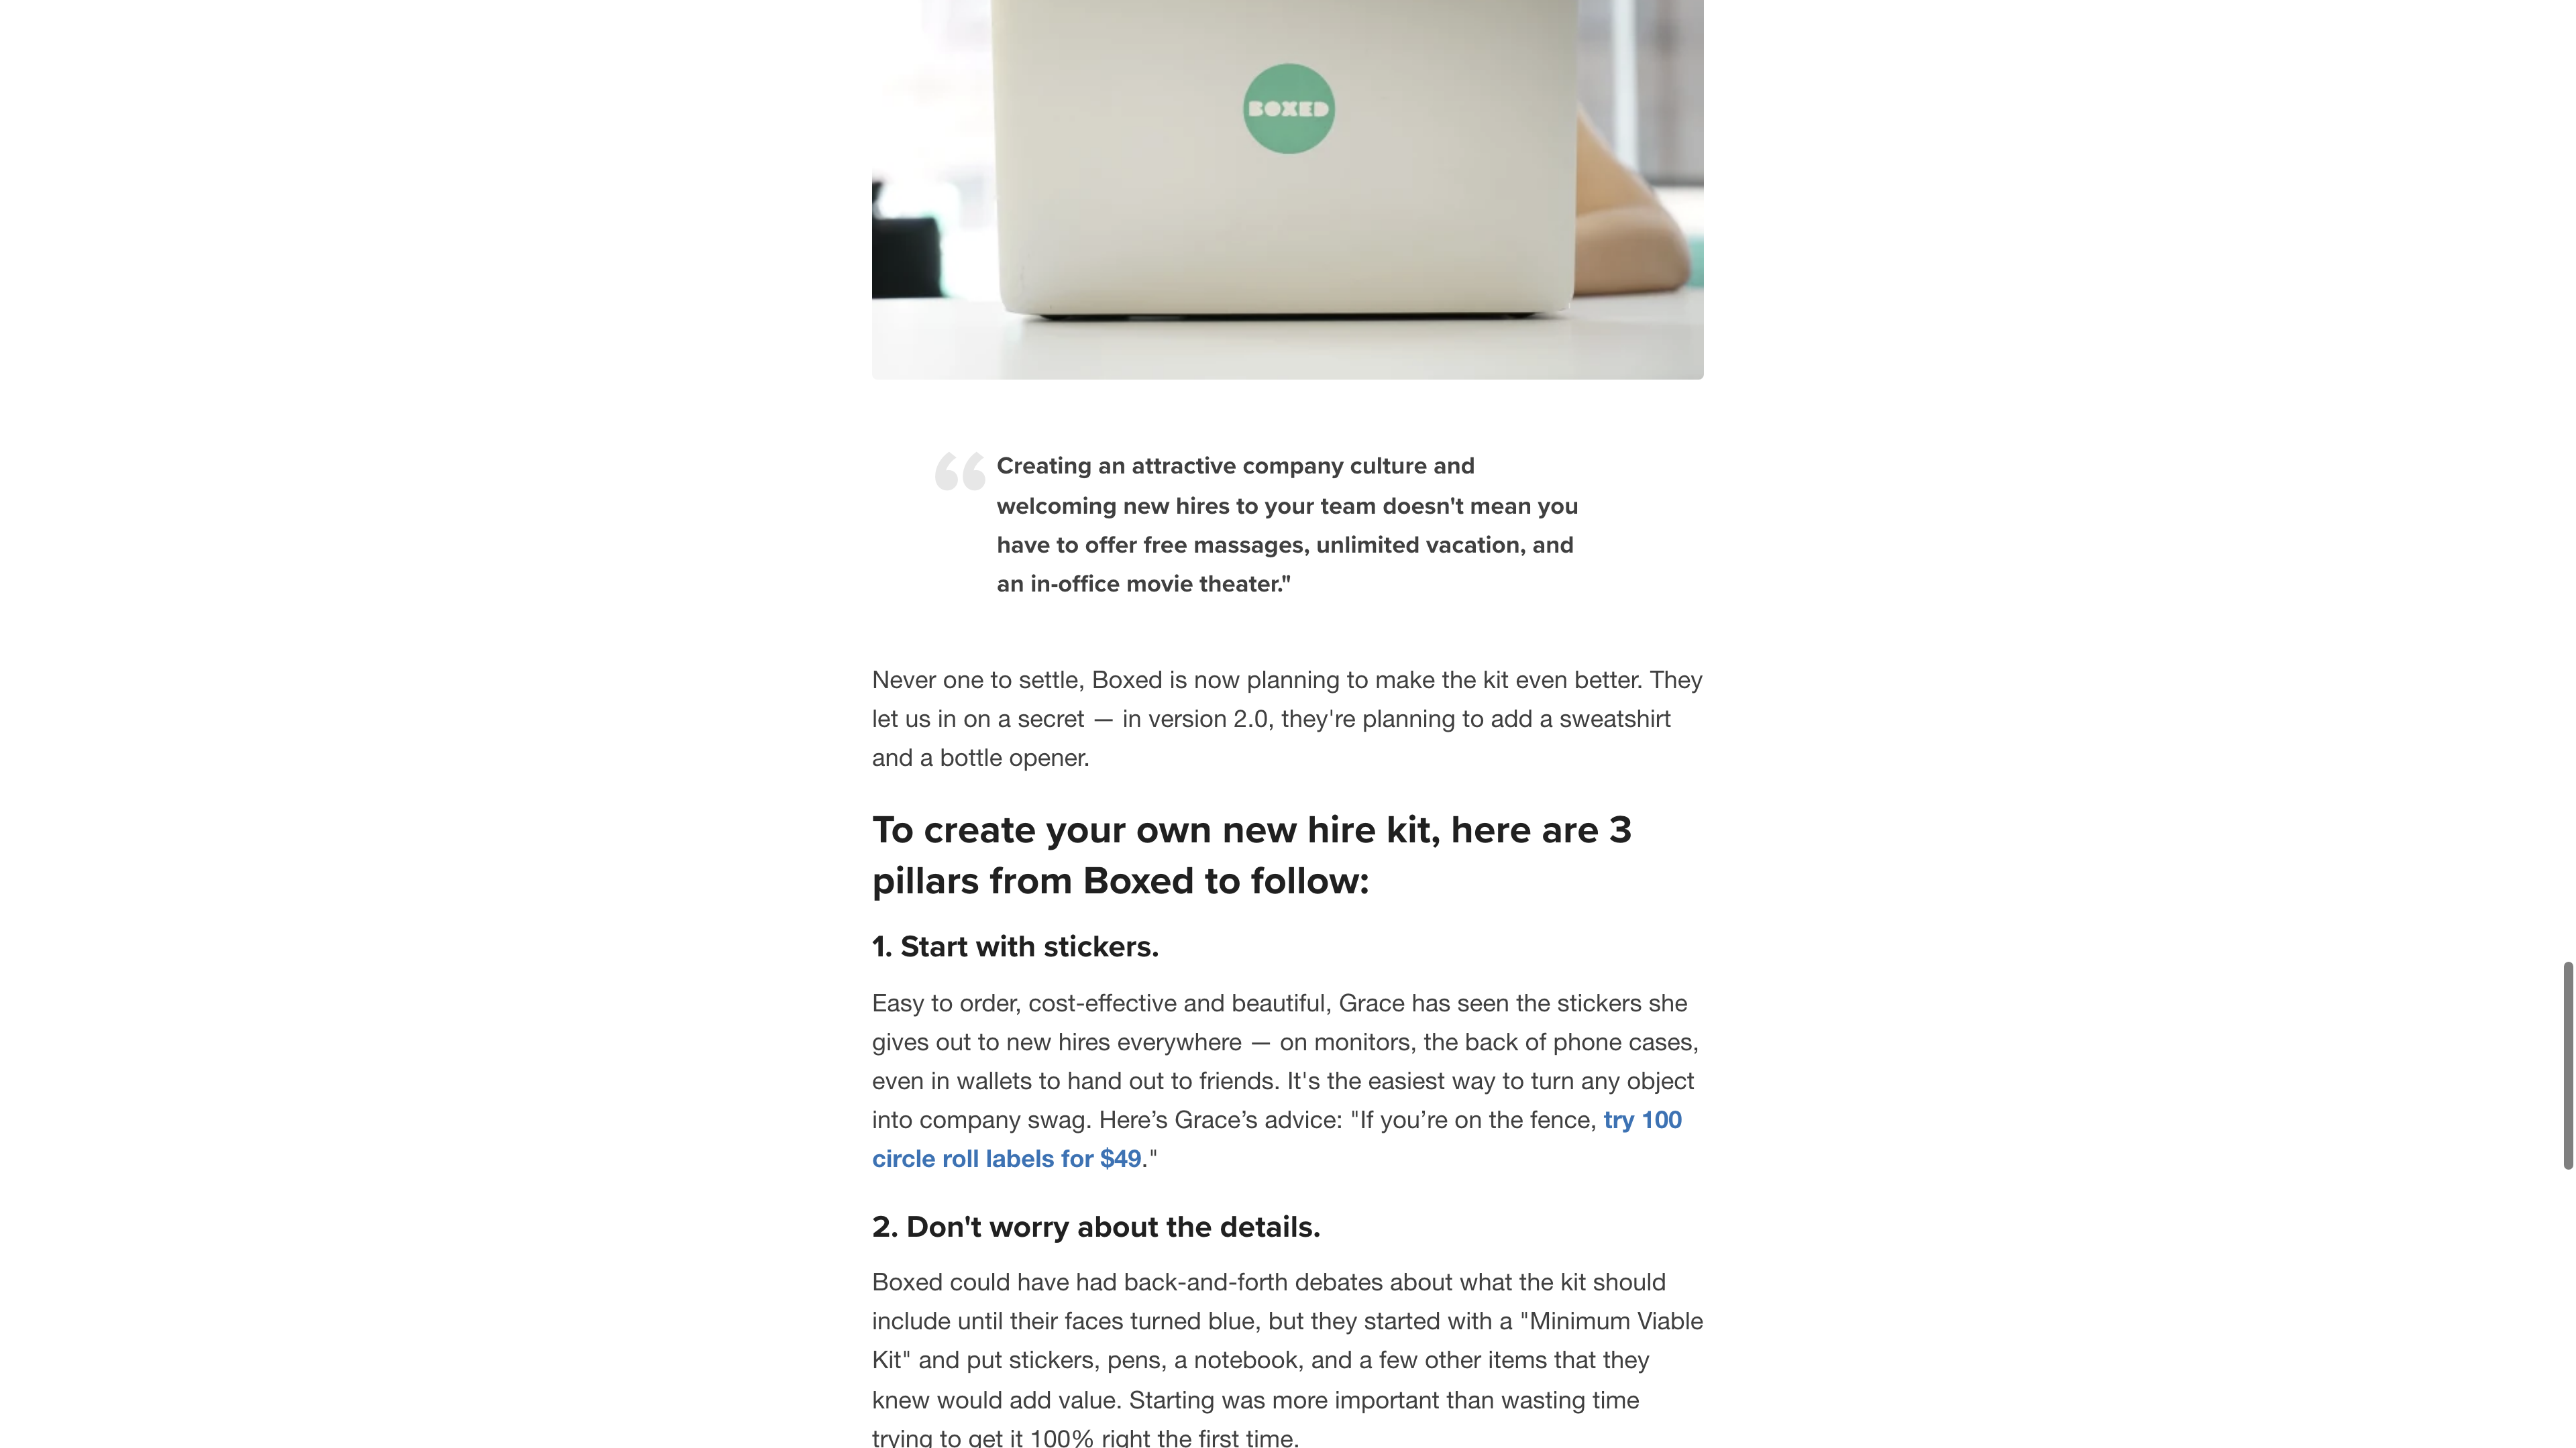 BOXED
Creating an attractive company culture and
welcoming new hires to your team doesn't mean you
have to offer free massages, unlimited vacation, and
an in-office movie theater."
Never one to settle, Boxed is now planning to make the kit even better. They
let us in on a secret — in version 2.0, they're planning to add a sweatshirt
and a bottle opener.
To create your own new hire kit, here are 3
pillars from Boxed to follow:
1. Start with stickers.
Easy to order, cost-effective and beautiful, Grace has seen the stickers she
gives out to new hires everywhere — on monitors, the back of phone cases,
even in wallets to hand out to friends. It's the easiest way to turn any object
into company swag. Here’s Grace’s advice: "If you’re on the fence, try 100
circle roll labels for $49."
2. Don't worry about the details.
Boxed could have had back-and-forth debates about what the kit should
include until their faces turned blue, but they started with a "Minimum Viable
Kit" and put stickers, pens, a notebook, and a few other items that they
knew would add value. Starting was more important than wasting time
trying to get it 100% right the first time.